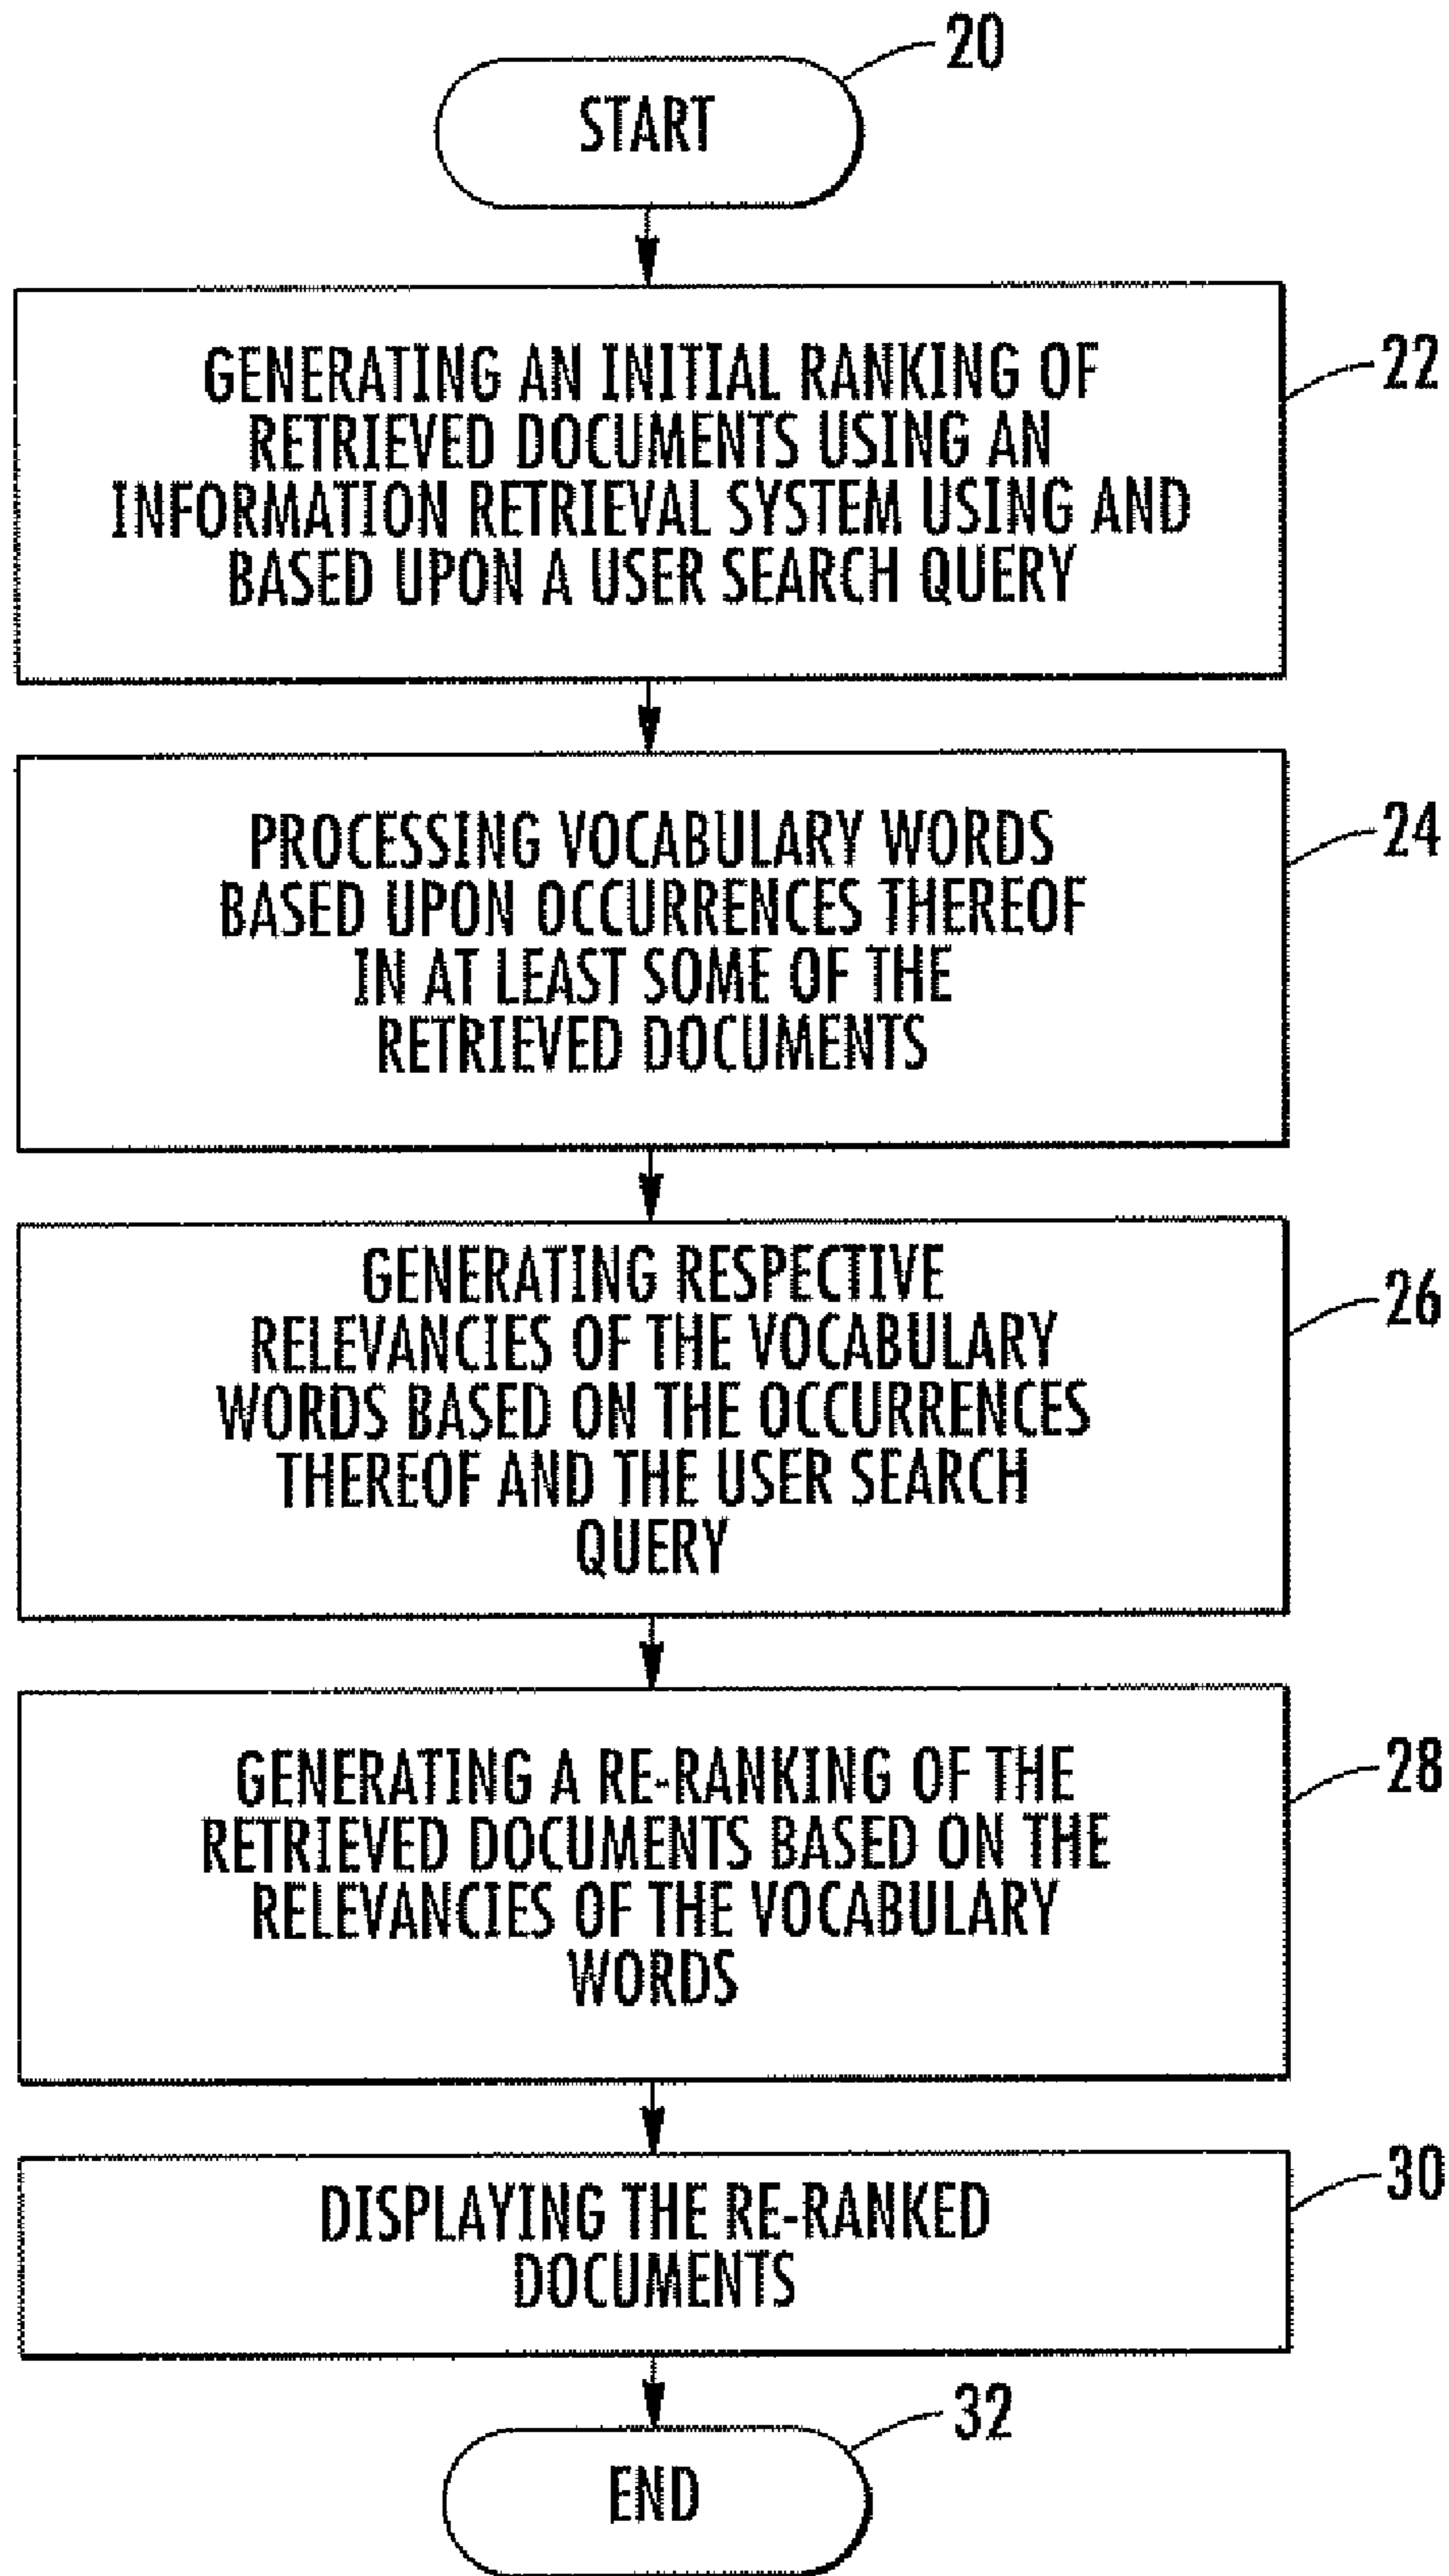 20
START
GENERATING AN INITIAL RANKING OF
RETRIEVED DOCUMENTS USING AN
INFORMATION RETRIEVAL SYSTEM USING AND
BASED UPON A USER SEARCH QUERY
22
PROCESSING VOCABULARY WORDS
BASED UPON OCCURRENCES THEREOF
IN AT LEAST SOME OF THE
RETRIEVED DOCUMENTS
24
GENERATING RESPECTIVE
RELEVANCIES OF THE VOCABULARY
WORDS BASED ON THE OCCURRENCES
THEREOF AND THE USER SEARCH
QUERY
26
GENERATING A RE-RANKING OF THE
RETRIEVED DOCUMENTS BASED ON THE
RELEVANCIES OF THE VOCABULARY
WORDS
28
DISPLAYING THE RE-RANKED
DOCUMENTS
30
32
END